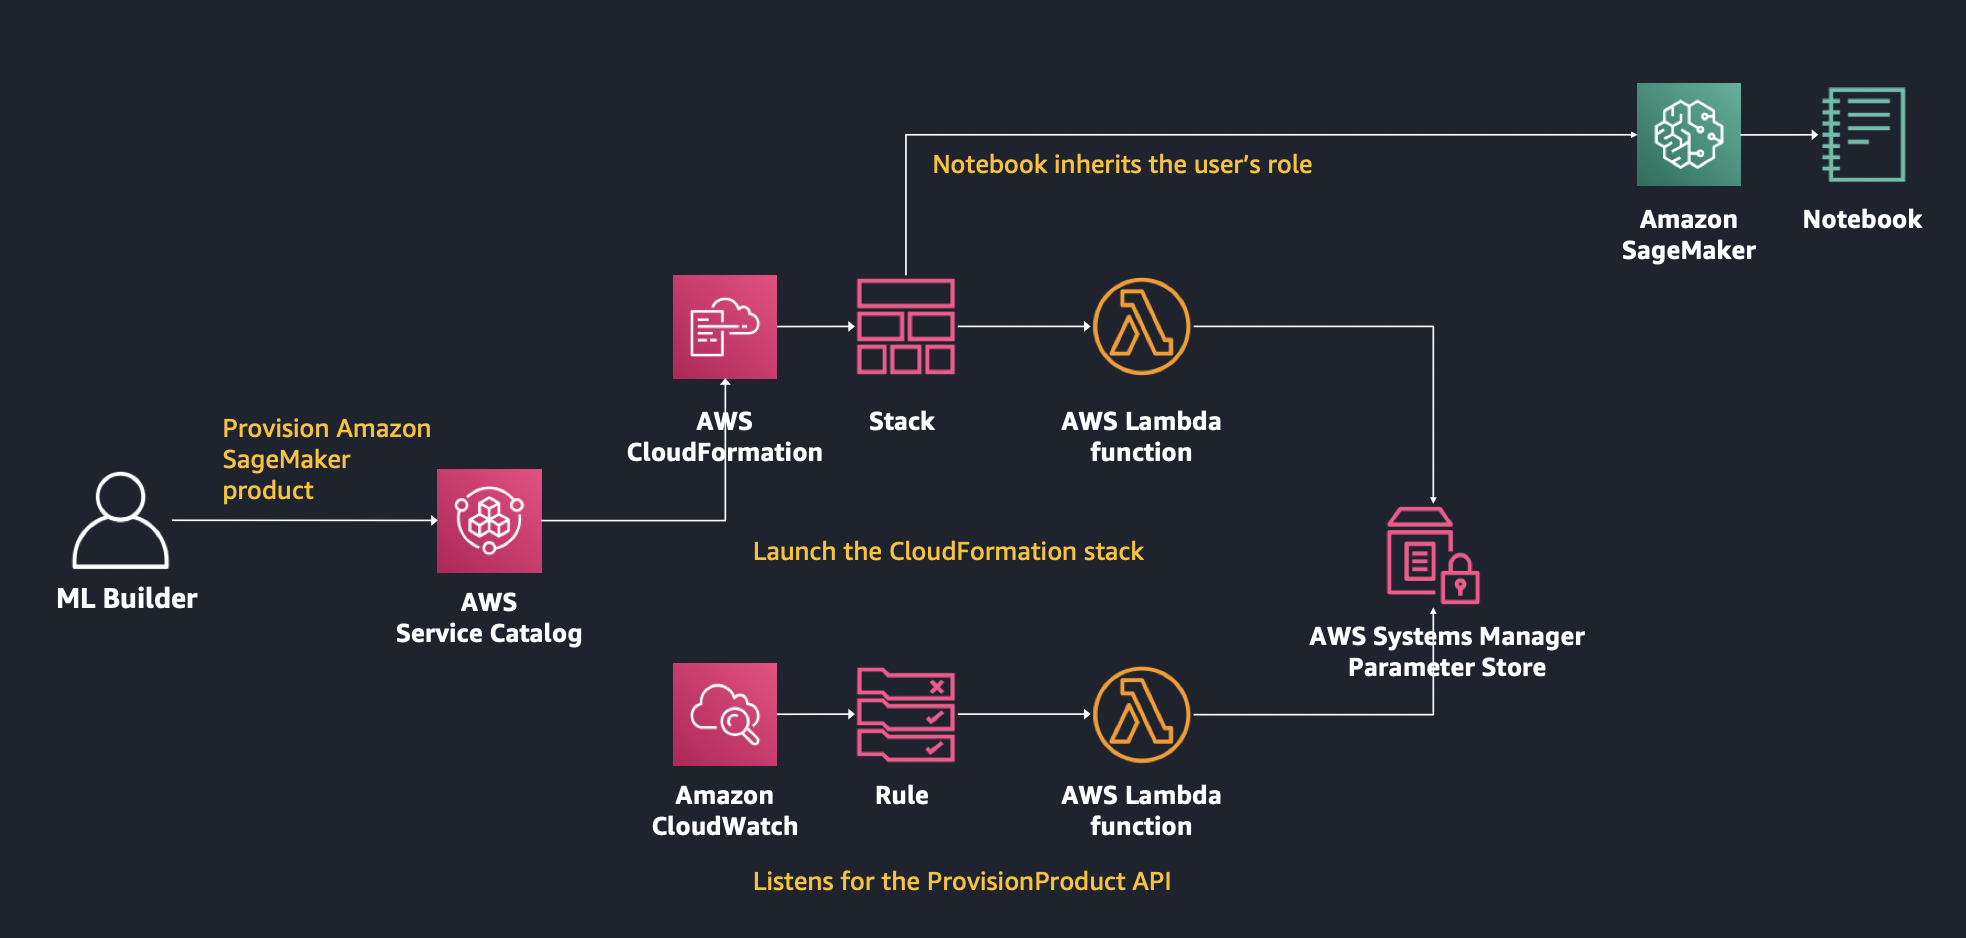 Notebook inherits the user’s role
Amazon
SageMaker
Notebook
AWS
CloudFormation
Stack
AWS Lambda
function
Provision Amazon
SageMaker
product
ML Builder
AWS
Service Catalog
Launch the CloudFormation stack
AWS Systems Manager
Parameter Store
Amazon
CloudWatch
Rule
AWS Lambda
function
Listens for the ProvisionProduct API